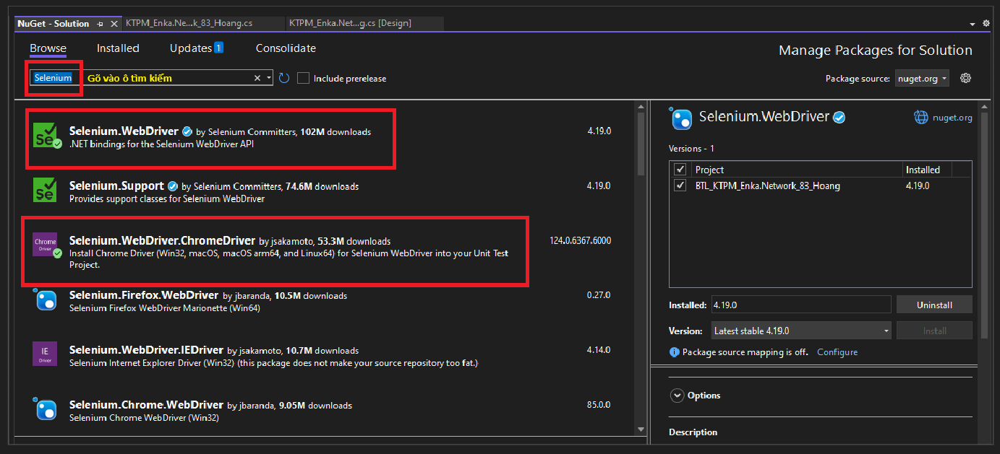 NuGet - Solution
KTPM_Enka.Ne...k_83_Hoang.cs
KTPM_Enka.Net...g.cs [Design]
Browse
Installed
Updates 1
Consolidate
Manage Packages for Solution
Selenium
Gõ vào ô tìm kiếm
Include prerelease
Package source: nuget.org
Selenium.WebDriver by Selenium Committers, 102M downloads
4.19.0
.NET bindings for the Selenium WebDriver API
Selenium.Support by Selenium Committers, 74.6M downloads
4.19.0
Provides support classes for Selenium WebDriver
Selenium.WebDriver.ChromeDriver by jsakamoto, 53.3M downloads
124.0.6367.6000
Install Chrome Driver (Win32, macOS, macOS arm64, and Linux64) for Selenium WebDriver into your Unit Test
Project.
Selenium.Firefox.WebDriver by jbaranda, 10.5M downloads
0.27.0
Selenium Firefox WebDriver Marionette (Win64)
Selenium.WebDriver.IEDriver by jsakamoto, 10.7M downloads
4.14.0
Selenium Internet Explorer Driver (Win32) (this package does not make your source repository too fat.)
Selenium.Chrome.WebDriver by jbaranda, 9.05M downloads
85.0.0
Selenium Chrome WebDriver (Win32)
Se
Se
Chrome
Driver
IE
Driver
Selenium.WebDriver
nuget.org
Versions - 1
Project
Installed
BTL_KTPM_Enka.Network_83_Hoang
4.19.0
Installed: 4.19.0
Uninstall
Version: Latest stable 4.19.0
Install
Package source mapping is off. Configure
Options
Description